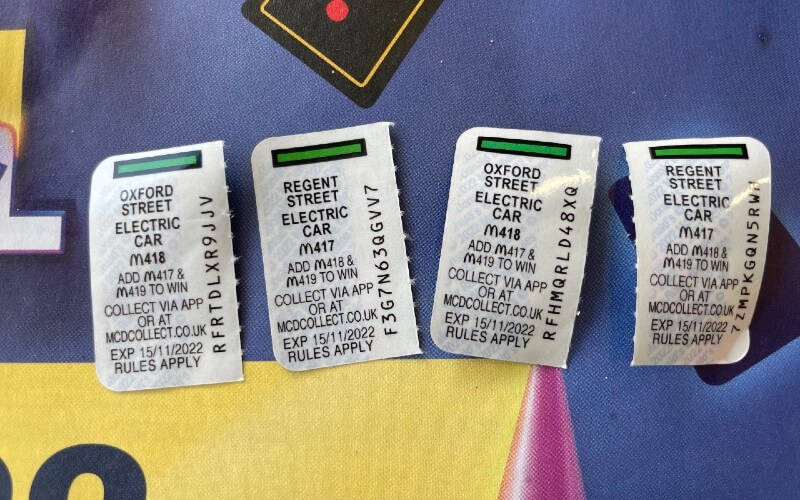 OXFORD
STREET
ELECTRIC
CAR
M418
ADD M417 &
M419 TO WIN
COLLECT VIA APP
OR AT
MCDCOLLECT.CO.UK
EXP 15/11/2022
RULES APPLY
RFRTDLXR9JJV
REGENT
STREET
ELECTRIC
CAR
M417
ADD M418 &
M419 TO WIN
COLLECT VIA APP
OR AT
MCDCOLLECT.CO.UK
EXP 15/11/2022
RULES APPLY
F3G7N63QGVV7
OXFORD
STREET
ELECTRIC
CAR
M418
ADD M417 &
M419 TO WIN
COLLECT VIA APP
OR AT
MCDCOLLECT.CO.UK
EXP 15/11/2022
RULES APPLY
RFHMQRLD48XQ
REGENT
STREET
ELECTRIC
CAR
M417
ADD M418 &
M419 TO WIN
COLLECT VIA APP
OR AT
MCDCOLLECT.CO.UK
EXP 15/11/2022
RULES APPLY